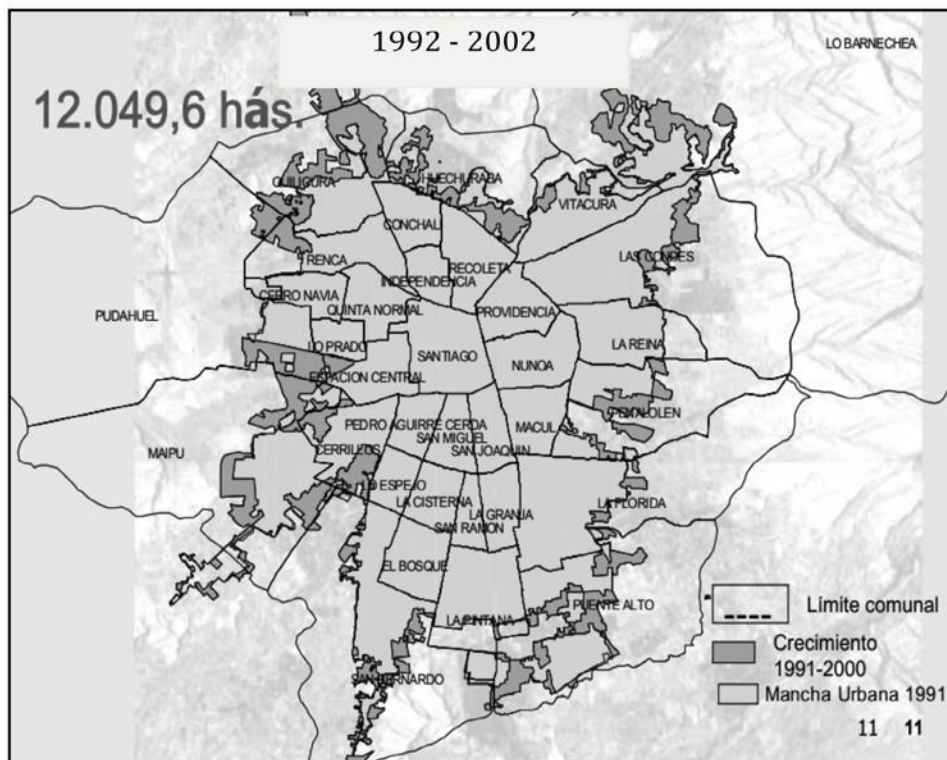 1992 - 2002
LO BARNECHEA
12.049,6 hás.
QUILICURA
HUECHURABA
VITACURA
CONCHALI
LAS CONDES
RENCA
RECOLETA
INDEPENDENCIA
CERRO NAVIA
QUINTA NORMAL
PROVIDENCIA
PUDAHUEL
LO PRADO
SANTIAGO
LA REINA
NUNOA
ESTACION CENTRAL
PEÑALOLEN
PEDRO AGUIRRE CERDA
MACUL
SAN MIGUEL
MAIPU
CERRILLOS
SAN JOAQUIN
LO ESPEJO
LA CISTERNA
LA FLORIDA
LA GRANJA
SAN RAMON
EL BOSQUE
PUENTE ALTO
Límite comunal
LA PINTANA
Crecimiento
1991-2000
SAN BERNARDO
Mancha Urbana 1991
11 11